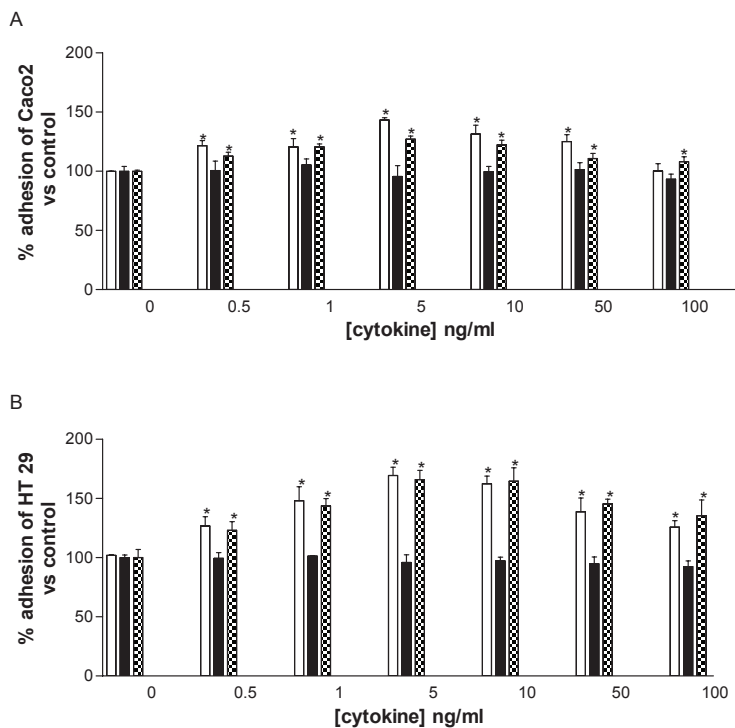 A
% adhesion of Caco2
vs control
200
150
100
50
0
* * * * * * * * * * *
0 0.5 1 5 10 50 100
[cytokine] ng/ml
B
% adhesion of HT 29
vs control
200
150
100
50
0
* * * * * * * * * * * *
0 0.5 1 5 10 50 100
[cytokine] ng/ml